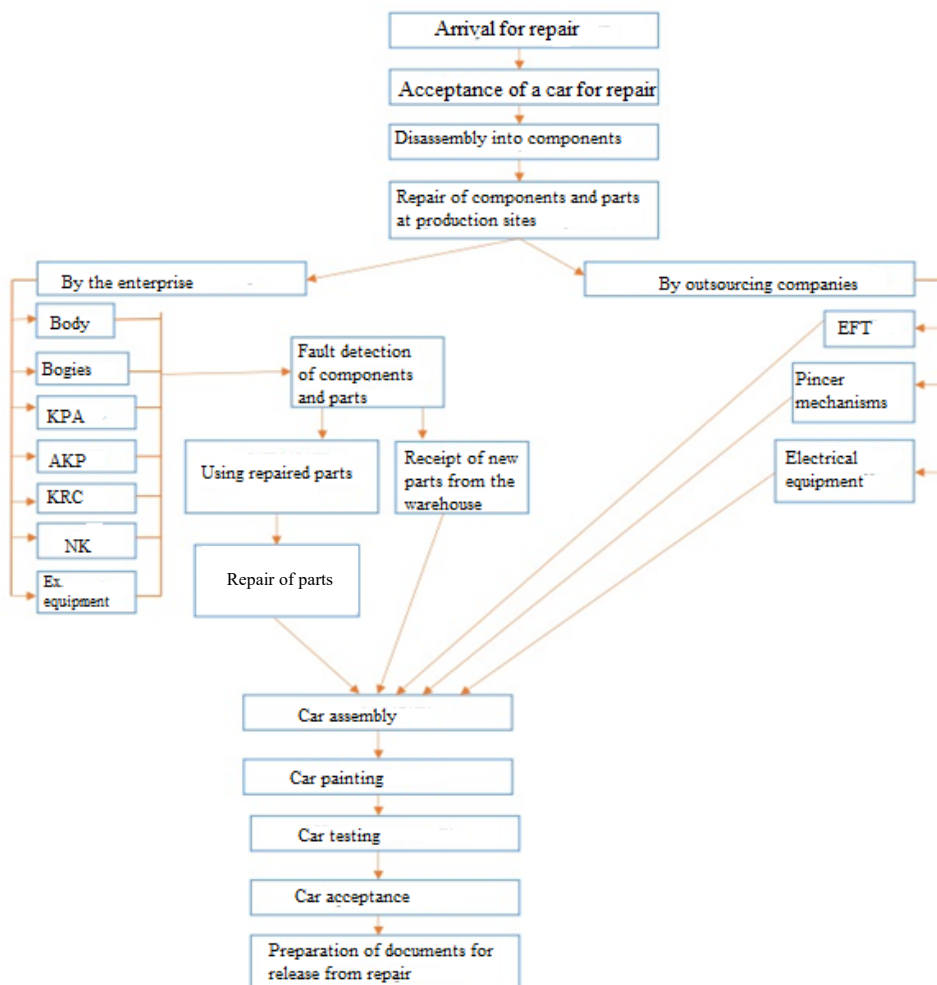 Arrival for repair
Acceptance of a car for repair
Disassembly into components
Repair of components and parts
at production sites
By the enterprise
By outsourcing companies
Body
Bogies
KPA
AKP
KRC
NK
Ex.
equipment
Fault detection
of components
and parts
Using repaired parts
Receipt of new
parts from the
warehouse
Repair of parts
EFT
Pincer
mechanisms
Electrical
equipment
Car assembly
Car painting
Car testing
Car acceptance
Preparation of documents for
release from repair